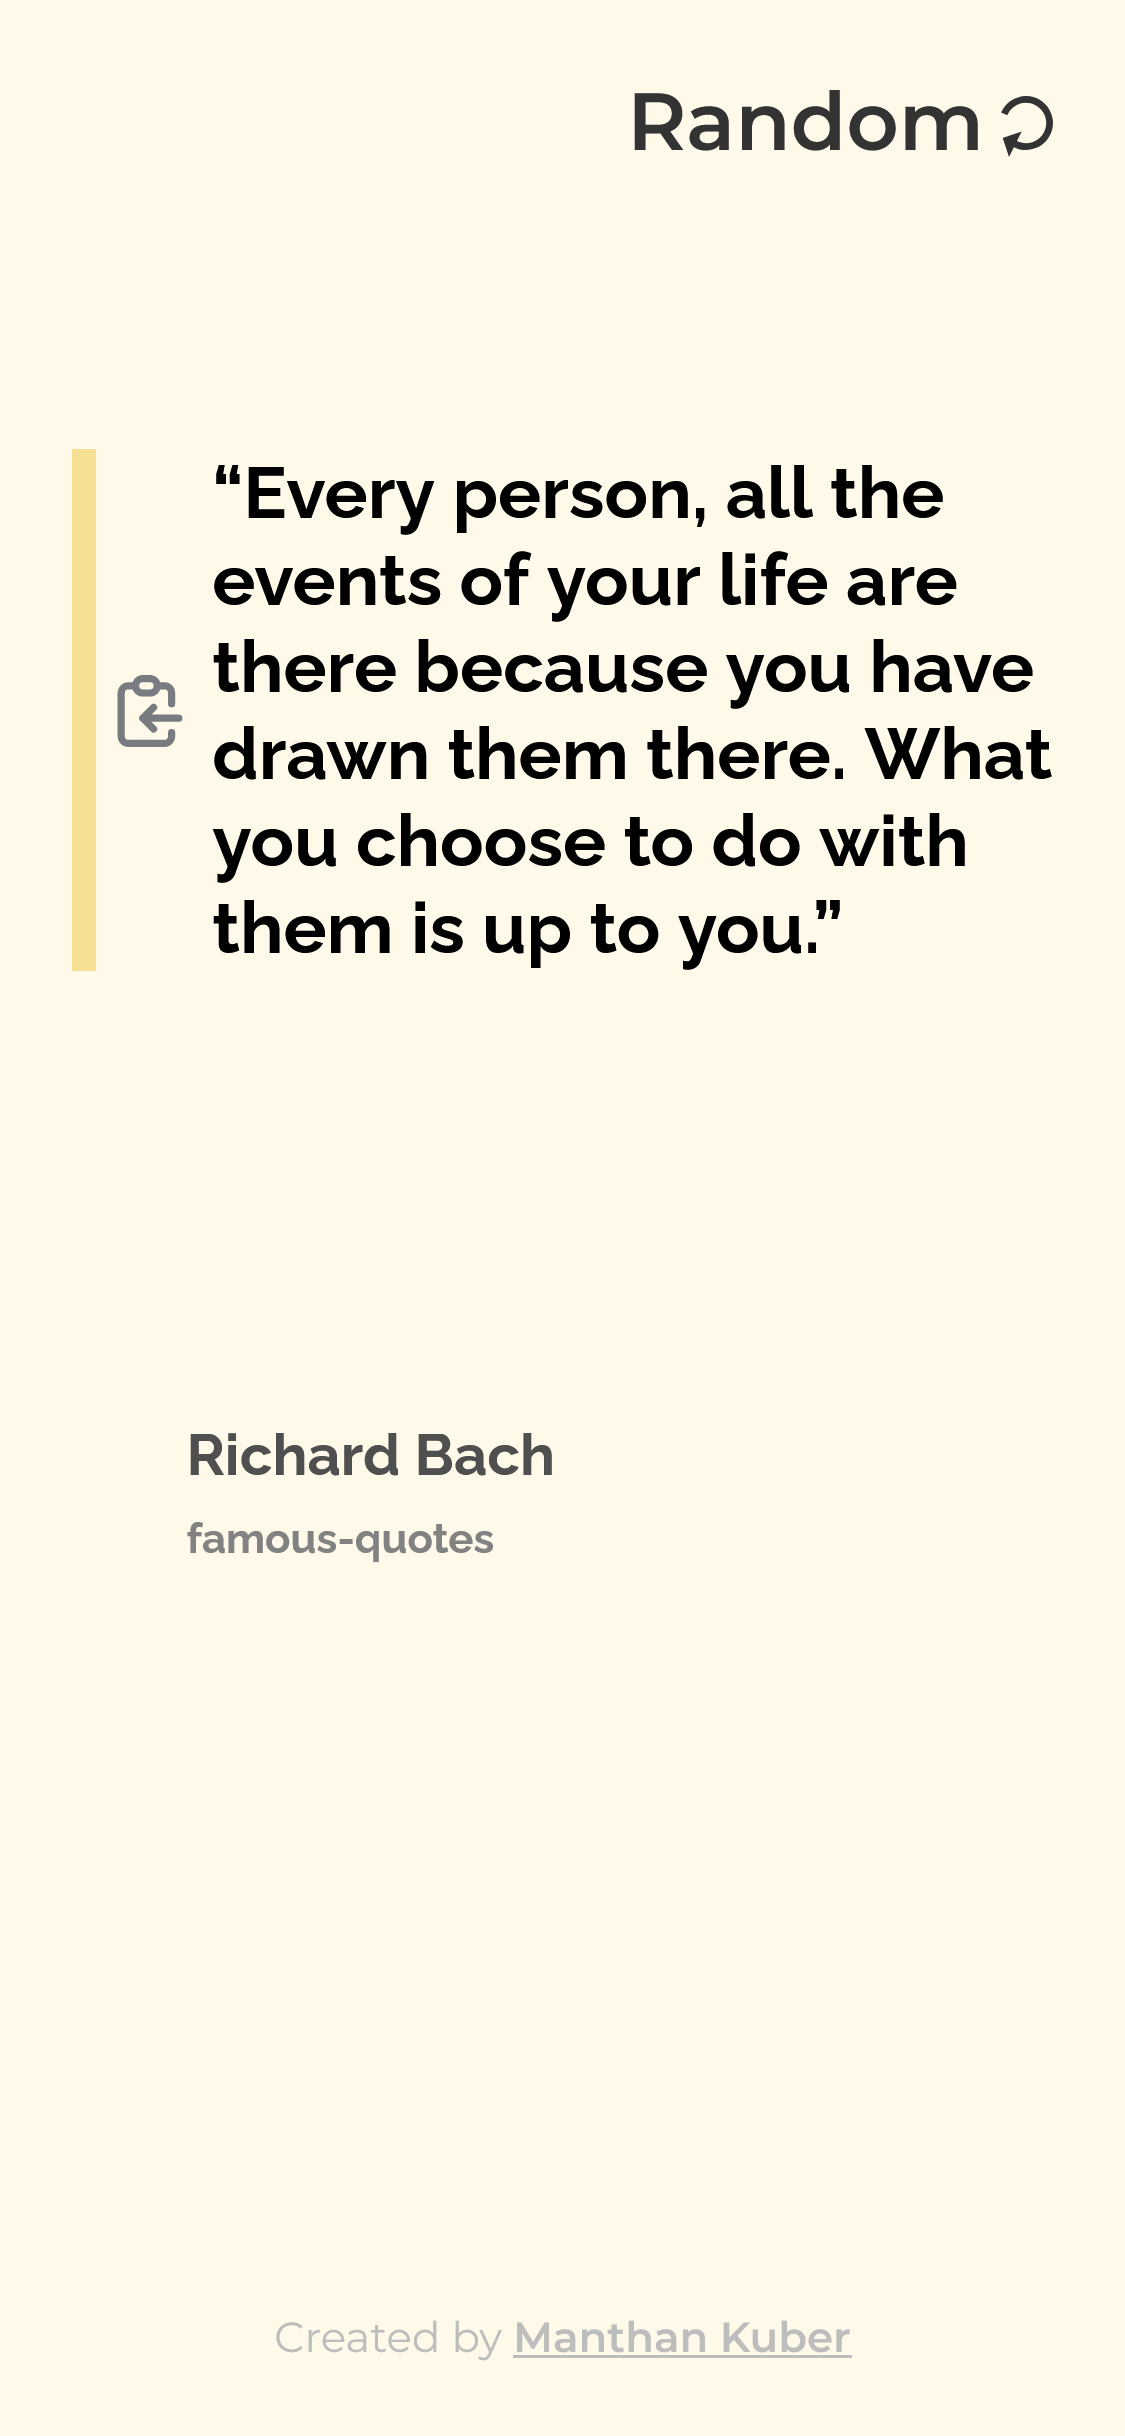 Random
“Every person, all the
events of your life are
there because you have
drawn them there. What
you choose to do with
them is up to you.”
Richard Bach
famous-quotes
Created by Manthan Kuber